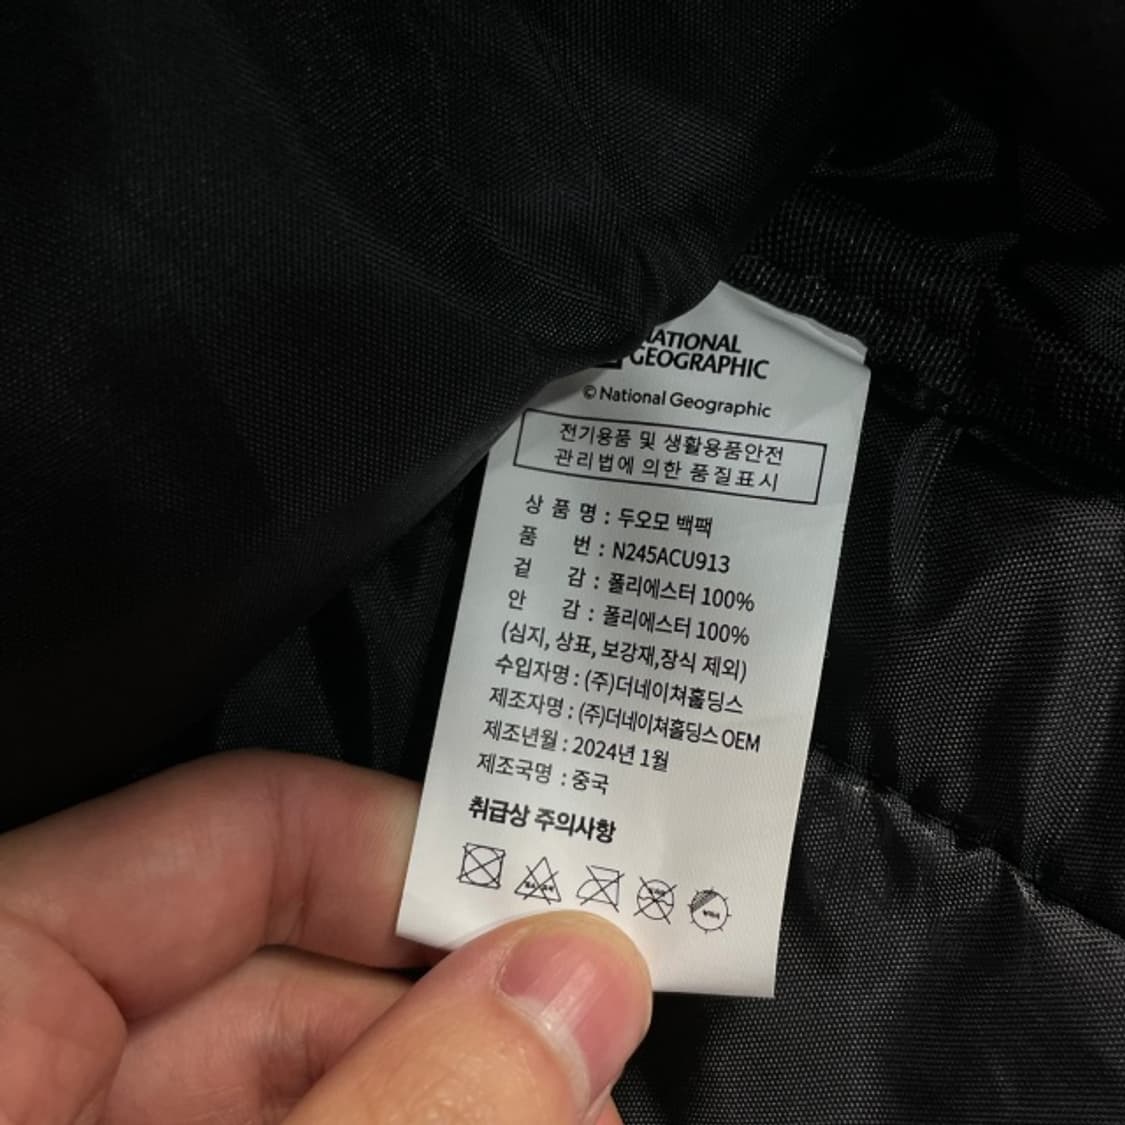 NATIONAL
GEOGRAPHIC
© National Geographic
전기용품 및 생활용품안전
관리법에 의한 품질표시
상 품 명 : 두오모 백팩
품 번 : N245ACU913
겉 감 : 폴리에스터 100%
안 감 : 폴리에스터 100%
(심지, 상표, 보강재,장식 제외)
수입자명 : (주)더네이쳐홀딩스
제조자명 : (주)더네이쳐홀딩스 OEM
제조년월 : 2024년 1월
제조국명 : 중국
취급상 주의사항